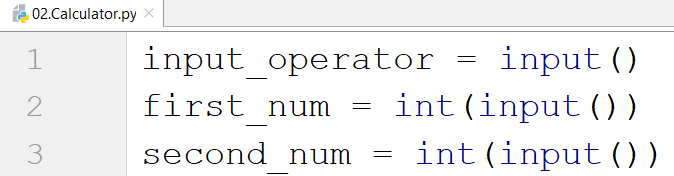 02.Calculator.py
1 input_operator = input()
2 first_num = int(input())
3 second_num = int(input())